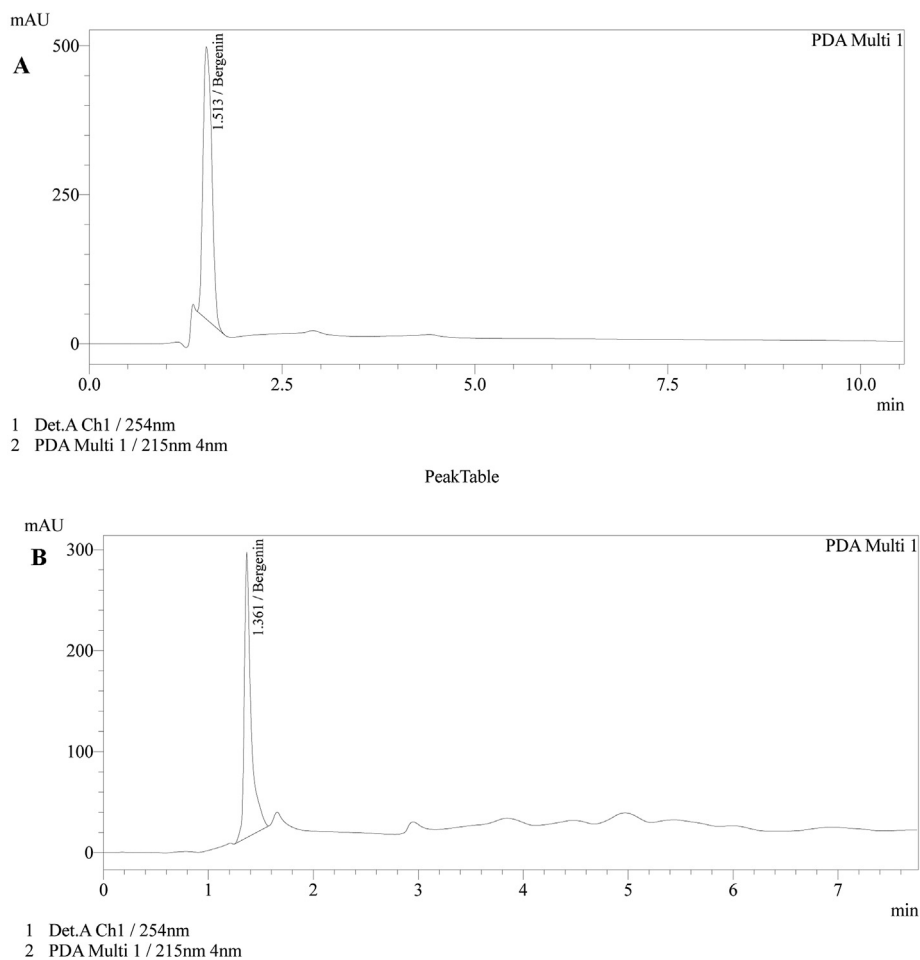 mAU
PDA Multi 1
A
500
250
0
1.513 / Bergenin
0.0 2.5 5.0 7.5 10.0
min
1 Det.A Ch1 / 254nm
2 PDA Multi 1 / 215nm 4nm
PeakTable
mAU
PDA Multi 1
B
300
200
100
0
1.361 / Bergenin
0 1 2 3 4 5 6 7
min
1 Det.A Ch1 / 254nm
2 PDA Multi 1 / 215nm 4nm